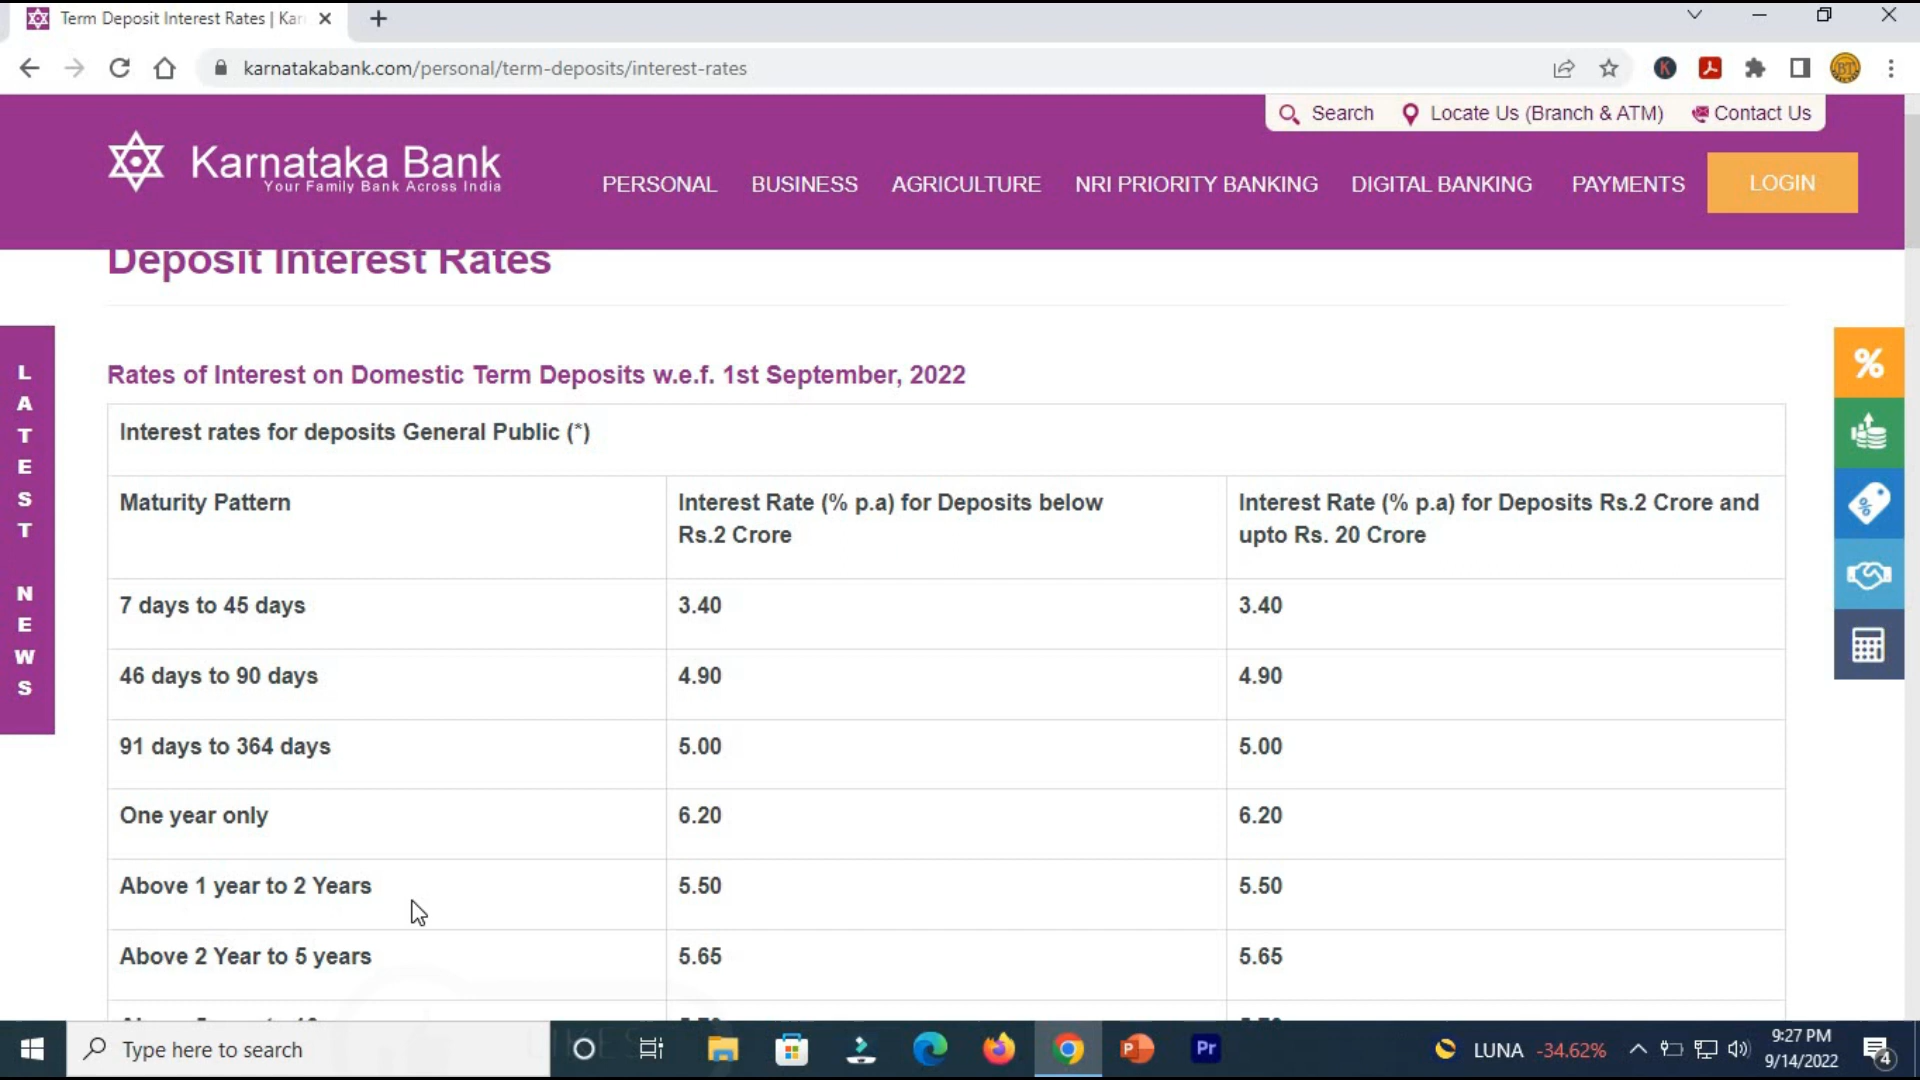 Term Deposit Interest Rates | Kar
karnatakabank.com/personal/term-deposits/interest-rates
Search
Locate Us (Branch & ATM)
Contact Us
Karnataka Bank
Your Family Bank Across India
PERSONAL
BUSINESS
AGRICULTURE
NRI PRIORITY BANKING
DIGITAL BANKING
PAYMENTS
LOGIN
Deposit Interest Rates
LATEST NEWS
Rates of Interest on Domestic Term Deposits w.e.f. 1st September, 2022
Interest rates for deposits General Public (*)
Maturity Pattern
Interest Rate (% p.a) for Deposits below
Rs.2 Crore
Interest Rate (% p.a) for Deposits Rs.2 Crore and
upto Rs. 20 Crore
7 days to 45 days 3.40 3.40
46 days to 90 days 4.90 4.90
91 days to 364 days 5.00 5.00
One year only 6.20 6.20
Above 1 year to 2 Years 5.50 5.50
Above 2 Year to 5 years 5.65 5.65
Type here to search
LUNA -34.62%
9:27 PM
9/14/2022
4